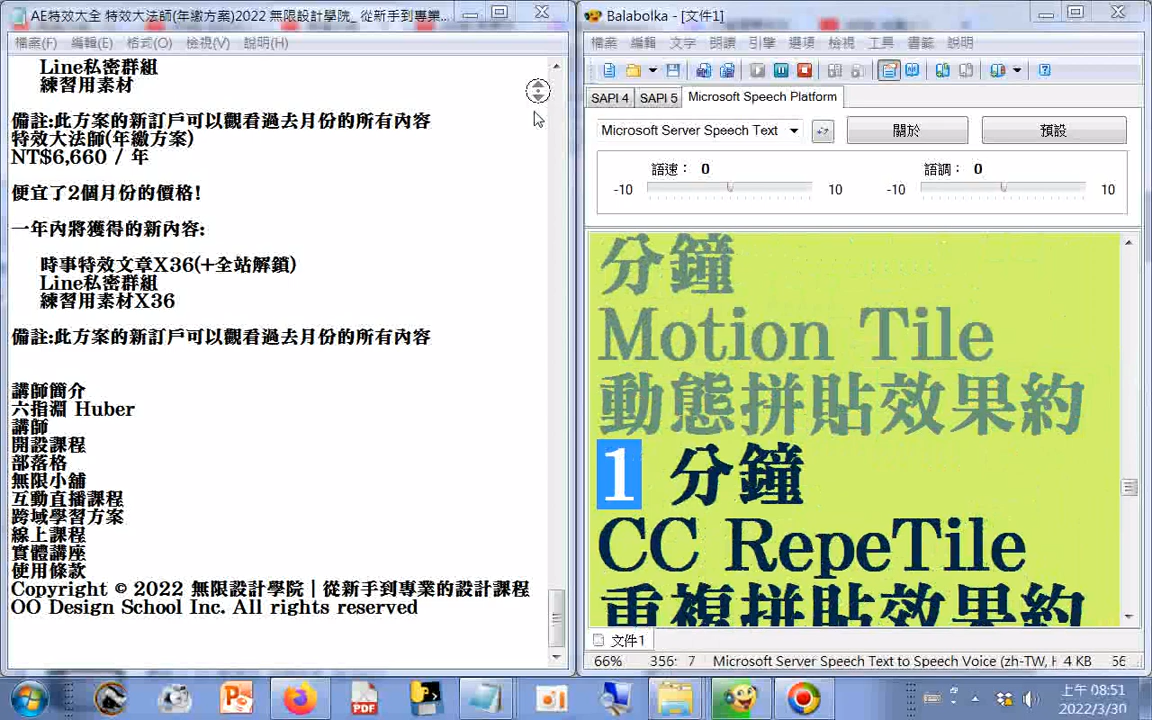 AE特效大全 特效大法師(年繳方案)2022 無限設計學院_ 從新手到專業...
檔案(F) 編輯(E) 格式(O) 檢視(V) 說明(H)
Line私密群組
練習用素材
備註:此方案的新訂戶可以觀看過去月份的所有內容
特效大法師(年繳方案)
NT$6,660 / 年
便宜了2個月份的價格!
一年內將獲得的新內容:
時事特效文章X36(+全站解鎖)
Line私密群組
練習用素材X36
備註:此方案的新訂戶可以觀看過去月份的所有內容
講師簡介
六指淵 Huber
講師
開設課程
部落格
無限小舖
互動直播課程
跨域學習方案
線上課程
實體講座
使用條款
Copyright © 2022 無限設計學院 | 從新手到專業的設計課程
OO Design School Inc. All rights reserved
Balabolka - [文件1]
檔案 編輯 文字 朗讀 引擎 選項 檢視 工具 書籤 說明
SAPI 4 SAPI 5 Microsoft Speech Platform
Microsoft Server Speech Text 關於 預設
語速： 0 語調： 0
-10 10 -10 10
分鐘
Motion Tile
動態拼貼效果約
1 分鐘
CC RepeTile
重複拼貼效果約
文件1
66% 356: 7 Microsoft Server Speech Text to Speech Voice (zh-TW, H 4 KB 56
上午 08:51
2022/3/30